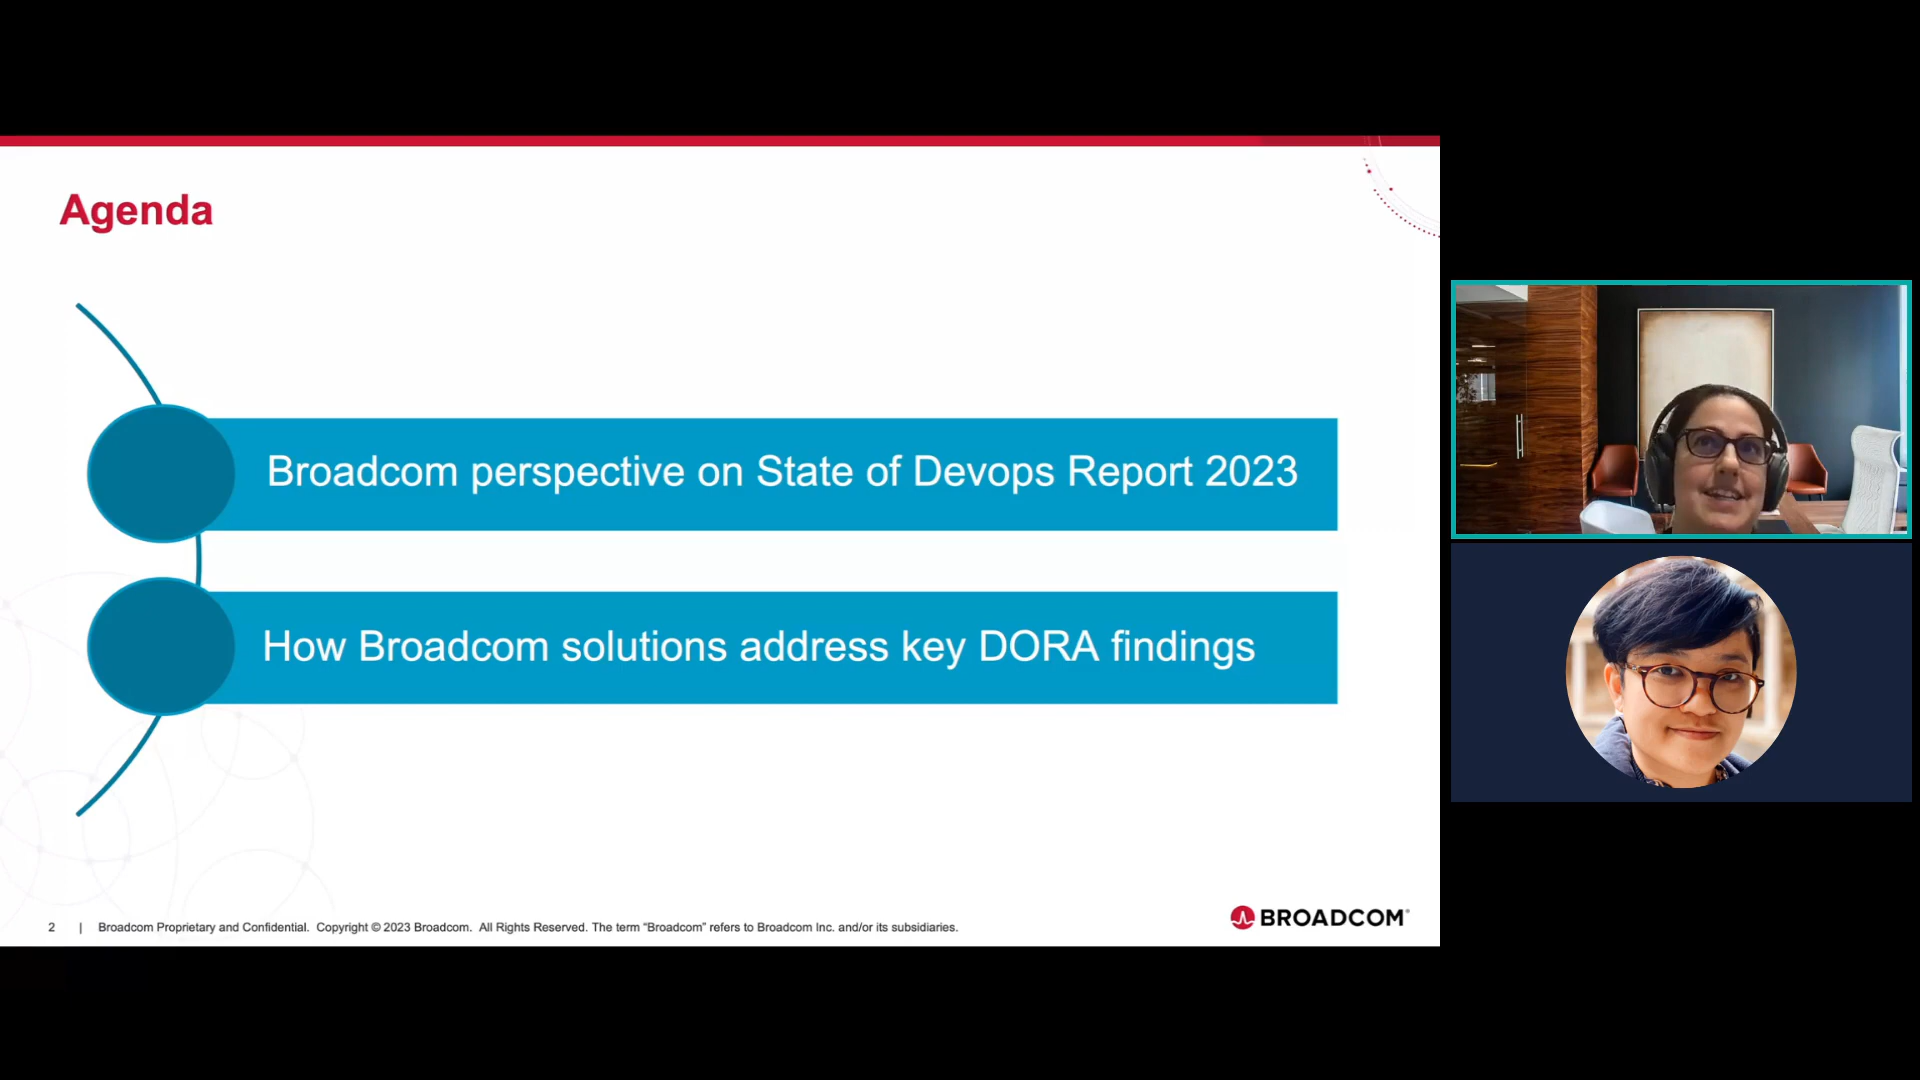 Agenda
Broadcom perspective on State of Devops Report 2023
How Broadcom solutions address key DORA findings
2 | Broadcom Proprietary and Confidential. Copyright © 2023 Broadcom. All Rights Reserved. The term “Broadcom” refers to Broadcom Inc. and/or its subsidiaries.
BROADCOM®